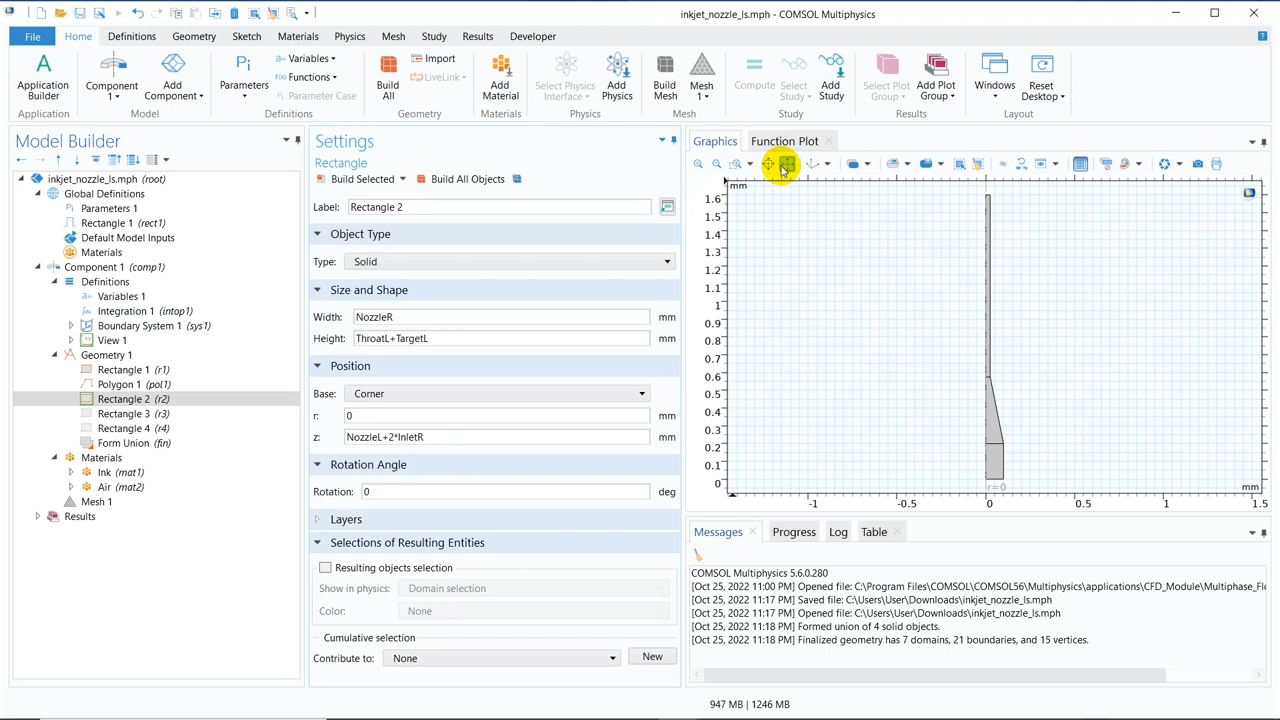 inkjet_nozzle_ls.mph - COMSOL Multiphysics
File Home Definitions Geometry Sketch Materials Physics Mesh Study Results Developer
Application Builder
Component 1
Add Component
Parameters
a= Variables
Functions
Parameter Case
Build All
Import
LiveLink
Add Material
Select Physics Interface
Add Physics
Build Mesh
Mesh 1
Compute
Select Study
Add Study
Select Plot Group
Add Plot Group
Windows
Reset Desktop
Application Model Definitions Geometry Materials Physics Mesh Study Results Layout
Model Builder
inkjet_nozzle_ls.mph (root)
Global Definitions
Pi Parameters 1
Rectangle 1 (rect1)
Default Model Inputs
Materials
Component 1 (comp1)
Definitions
a= Variables 1
Integration 1 (intop1)
Boundary System 1 (sys1)
View 1
Geometry 1
Rectangle 1 (r1)
Polygon 1 (pol1)
Rectangle 2 (r2)
Rectangle 3 (r3)
Rectangle 4 (r4)
Form Union (fin)
Materials
Ink (mat1)
Air (mat2)
Mesh 1
Results
Settings
Rectangle
Build Selected Build All Objects
Label: Rectangle 2
Object Type
Type: Solid
Size and Shape
Width: NozzleR mm
Height: ThroatL+TargetL mm
Position
Base: Corner
r: 0 mm
z: NozzleL+2*InletR mm
Rotation Angle
Rotation: 0 deg
Layers
Selections of Resulting Entities
Resulting objects selection
Show in physics: Domain selection
Color: None
Cumulative selection
Contribute to: None New
Graphics Function Plot
mm
1.6
1.5
1.4
1.3
1.2
1.1
1
0.9
0.8
0.7
0.6
0.5
0.4
0.3
0.2
0.1
0
r=0
mm
-1 -0.5 0 0.5 1 1.5
Messages Progress Log Table
COMSOL Multiphysics 5.6.0.280
[Oct 25, 2022 11:00 PM] Opened file: C:\Program Files\COMSOL\COMSOL56\Multiphysics\applications\CFD_Module\Multiphase_Flo
[Oct 25, 2022 11:17 PM] Saved file: C:\Users\User\Downloads\inkjet_nozzle_ls.mph
[Oct 25, 2022 11:17 PM] Opened file: C:\Users\User\Downloads\inkjet_nozzle_ls.mph
[Oct 25, 2022 11:18 PM] Formed union of 4 solid objects.
[Oct 25, 2022 11:18 PM] Finalized geometry has 7 domains, 21 boundaries, and 15 vertices.
947 MB | 1246 MB